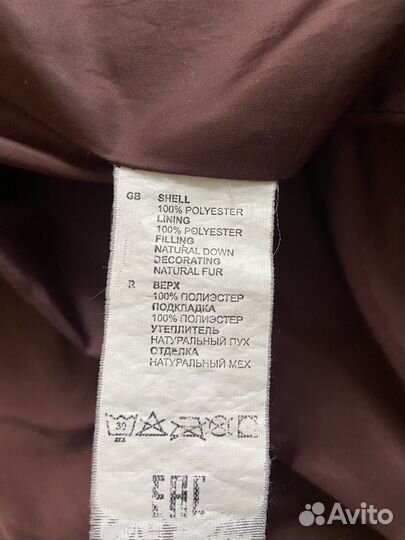 GB SHELL
100% POLYESTER
LINING
100% POLYESTER
FILLING
NATURAL DOWN
DECORATING
NATURAL FUR
R ВЕРХ
100% ПОЛИЭСТЕР
ПОДКЛАДКА
100% ПОЛИЭСТЕР
УТЕПЛИТЕЛЬ
НАТУРАЛЬНЫЙ ПУХ
ОТДЕЛКА
НАТУРАЛЬНЫЙ МЕХ
30
EAC
Avito